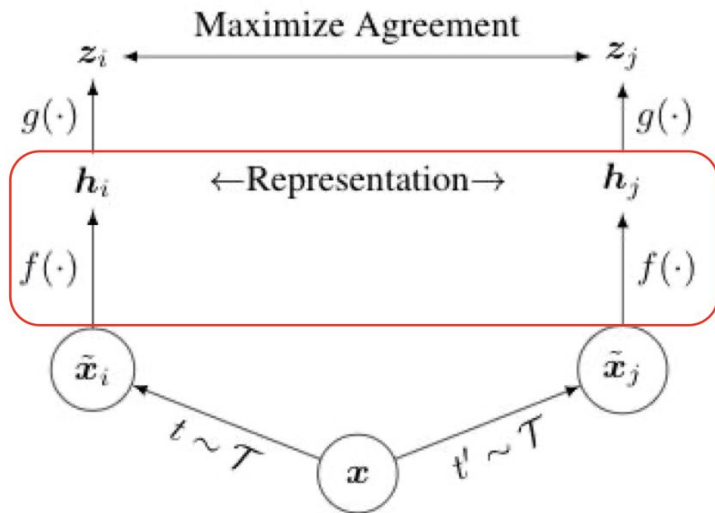 Maximize Agreement
z_i z_j
g(·) g(·)
h_i ←Representation→ h_j
f(·) f(·)
x̃_i x̃_j
t ∼ 𝒯 t′ ∼ 𝒯
x